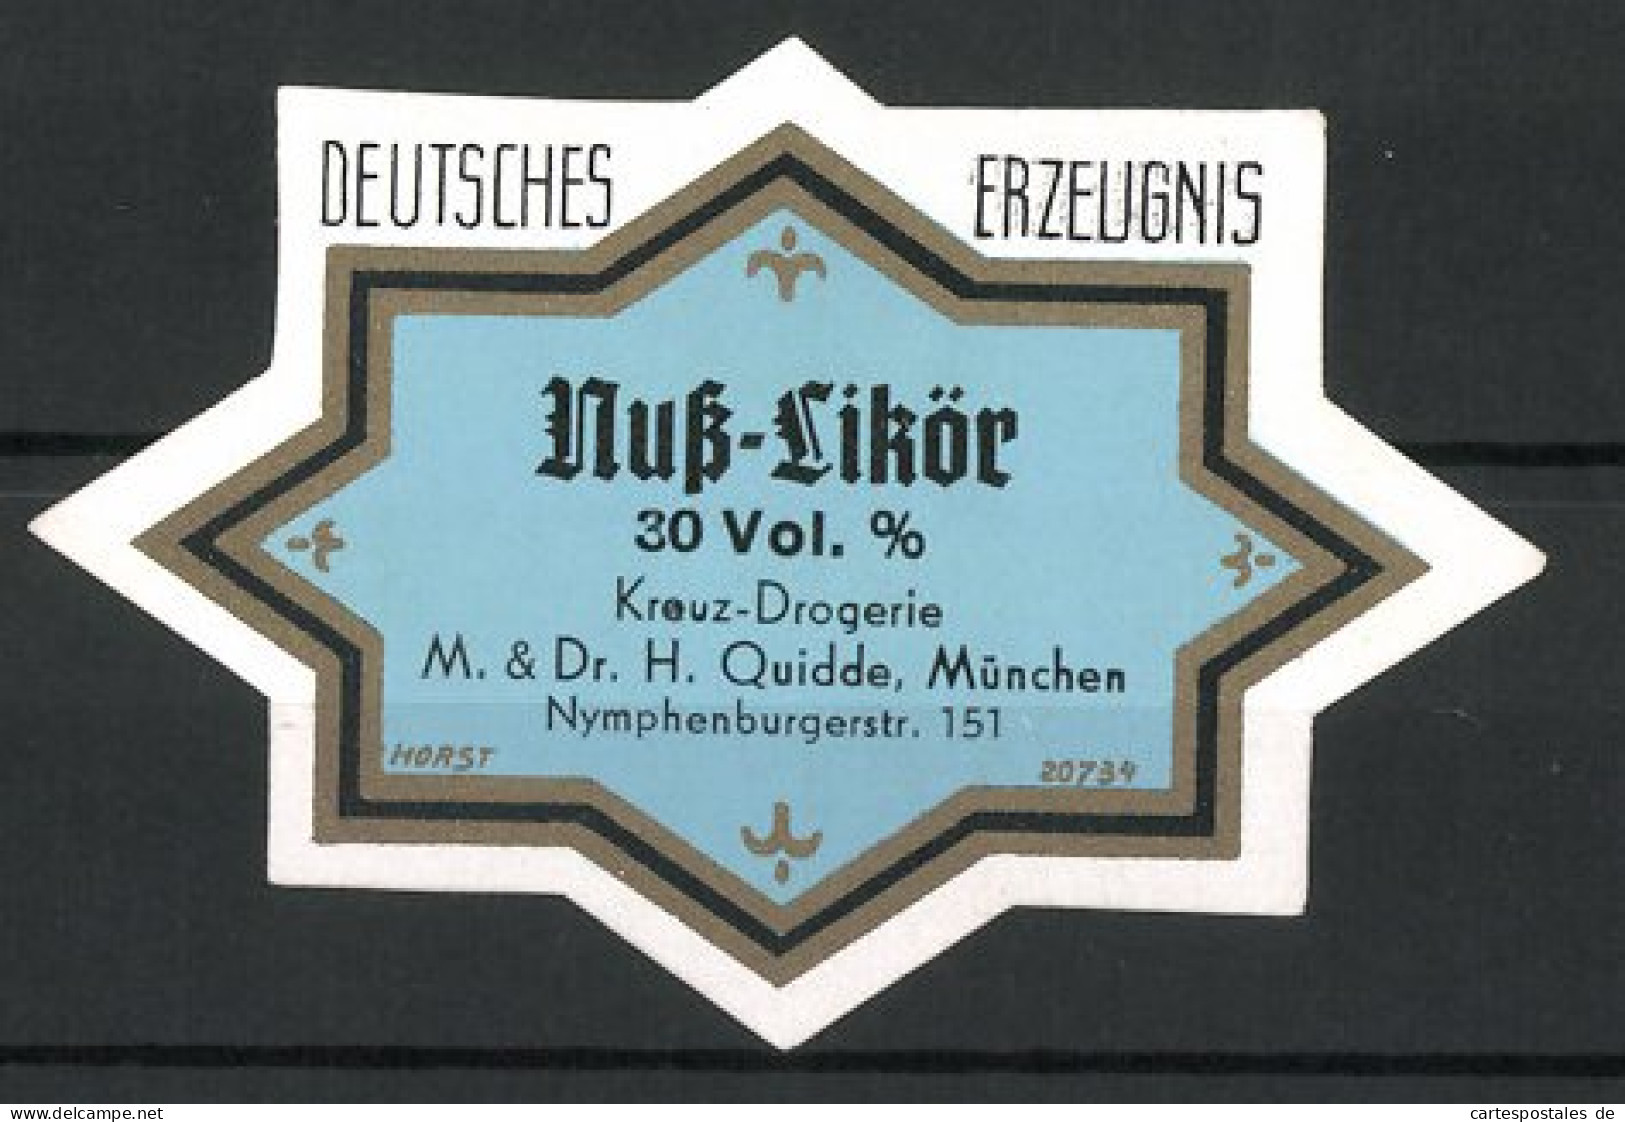 DEUTSCHES ERZEUGNIS
Nuß-Likör
30 Vol. %
Kreuz-Drogerie
M. & Dr. H. Quidde, München
Nymphenburgerstr. 151
HORST 20734
www.delcampe.net cartespostales de